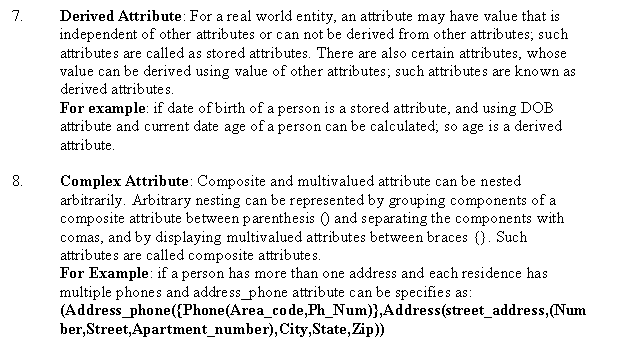 7. Derived Attribute: For a real world entity, an attribute may have value that is
independent of other attributes or can not be derived from other attributes; such
attributes are called as stored attributes. There are also certain attributes, whose
value can be derived using value of other attributes; such attributes are known as
derived attributes.
For example: if date of birth of a person is a stored attribute, and using DOB
attribute and current date age of a person can be calculated; so age is a derived
attribute.
8. Complex Attribute: Composite and multivalued attribute can be nested
arbitrarily. Arbitrary nesting can be represented by grouping components of a
composite attribute between parenthesis () and separating the components with
comas, and by displaying multivalued attributes between braces {}. Such
attributes are called composite attributes.
For Example: if a person has more than one address and each residence has
multiple phones and address_phone attribute can be specifies as:
(Address_phone({Phone(Area_code,Ph_Num)},Address(street_address,(Num
ber,Street,Apartment_number),City,State,Zip))